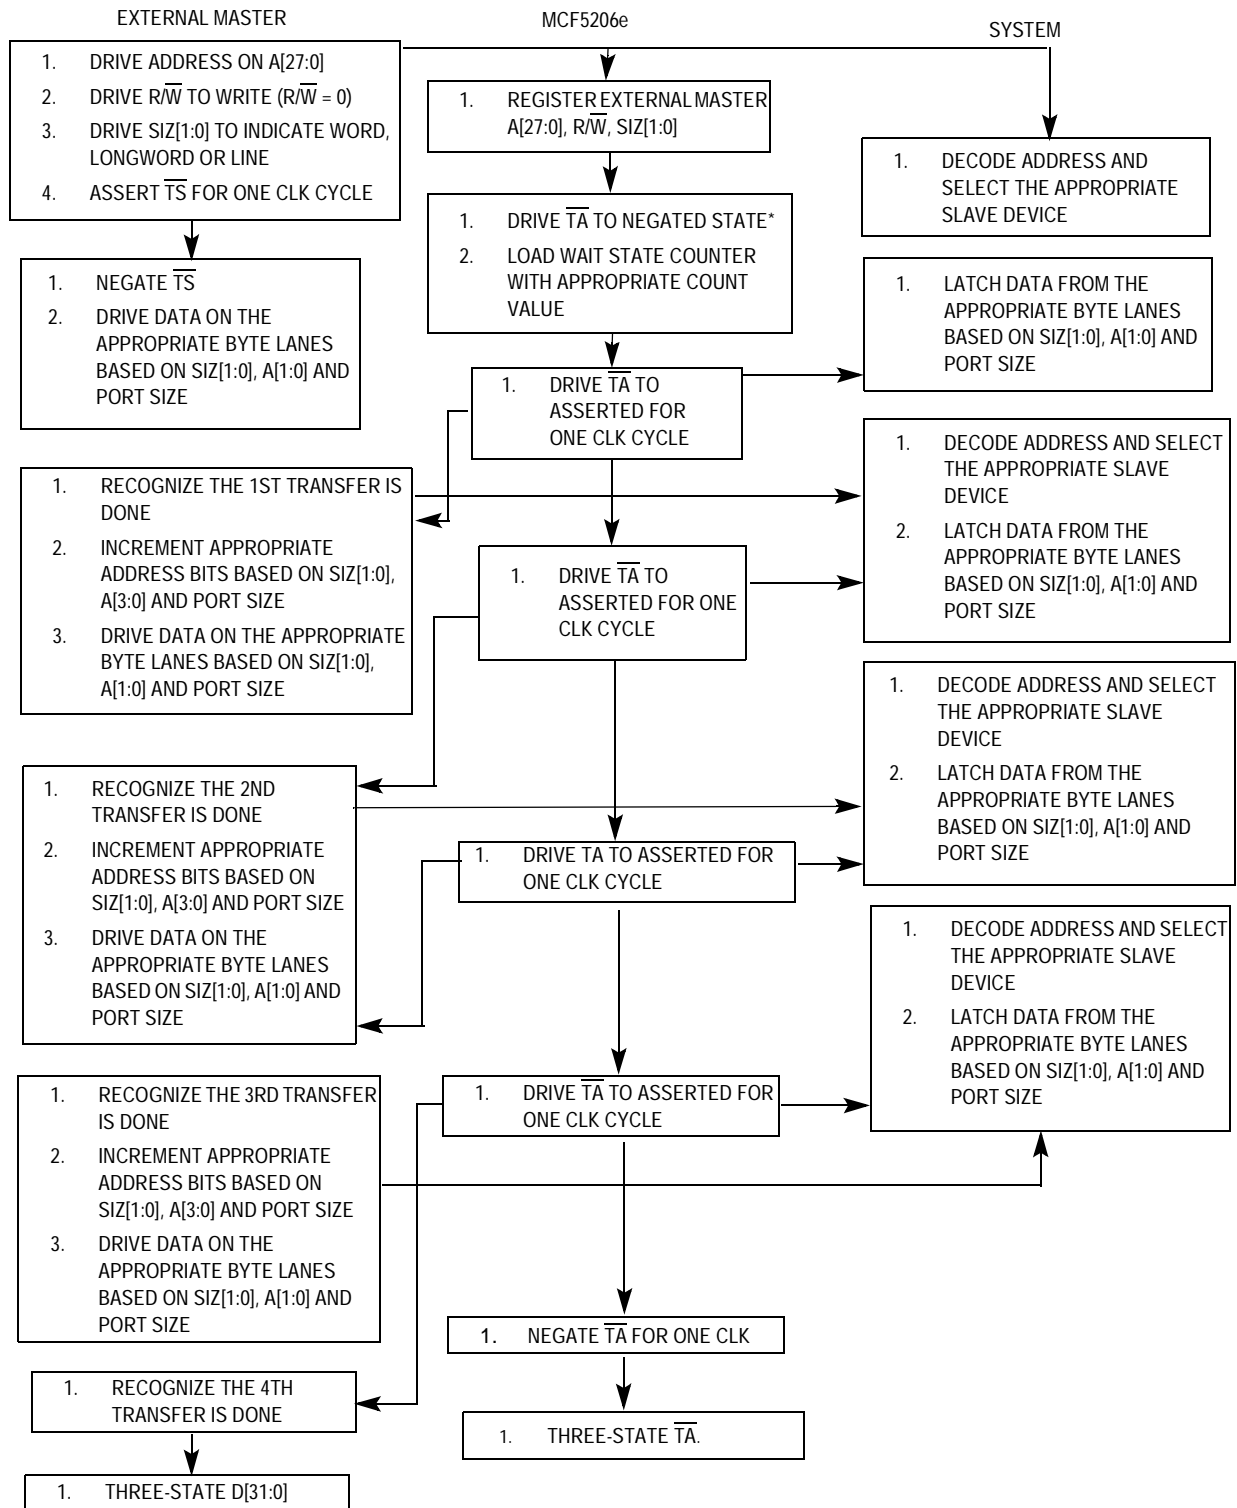 EXTERNAL MASTER
MCF5206e
SYSTEM
1. DRIVE ADDRESS ON A[27:0]
2. DRIVE R/W̅ TO WRITE (R/W̅ = 0)
3. DRIVE SIZ[1:0] TO INDICATE WORD,
LONGWORD OR LINE
4. ASSERT T̅S̅ FOR ONE CLK CYCLE
1. REGISTER EXTERNAL MASTER
A[27:0], R/W̅, SIZ[1:0]
1. DECODE ADDRESS AND
SELECT THE APPROPRIATE
SLAVE DEVICE
1. DRIVE T̅A̅ TO NEGATED STATE*
2. LOAD WAIT STATE COUNTER
WITH APPROPRIATE COUNT
VALUE
1. NEGATE T̅S̅
2. DRIVE DATA ON THE
APPROPRIATE BYTE LANES
BASED ON SIZ[1:0], A[1:0] AND
PORT SIZE
1. LATCH DATA FROM THE
APPROPRIATE BYTE LANES
BASED ON SIZ[1:0], A[1:0] AND
PORT SIZE
1. DRIVE T̅A̅ TO
ASSERTED FOR
ONE CLK CYCLE
1. RECOGNIZE THE 1ST TRANSFER IS
DONE
2. INCREMENT APPROPRIATE
ADDRESS BITS BASED ON SIZ[1:0],
A[3:0] AND PORT SIZE
3. DRIVE DATA ON THE APPROPRIATE
BYTE LANES BASED ON SIZ[1:0],
A[1:0] AND PORT SIZE
1. DECODE ADDRESS AND SELECT
THE APPROPRIATE SLAVE
DEVICE
2. LATCH DATA FROM THE
APPROPRIATE BYTE LANES
BASED ON SIZ[1:0], A[1:0] AND
PORT SIZE
1. DRIVE T̅A̅ TO
ASSERTED FOR ONE
CLK CYCLE
1. DECODE ADDRESS AND SELECT
THE APPROPRIATE SLAVE
DEVICE
2. LATCH DATA FROM THE
APPROPRIATE BYTE LANES
BASED ON SIZ[1:0], A[1:0] AND
PORT SIZE
1. RECOGNIZE THE 2ND
TRANSFER IS DONE
2. INCREMENT APPROPRIATE
ADDRESS BITS BASED ON
SIZ[1:0], A[3:0] AND PORT SIZE
3. DRIVE DATA ON THE
APPROPRIATE BYTE LANES
BASED ON SIZ[1:0], A[1:0] AND
PORT SIZE
1. DRIVE TA TO ASSERTED FOR
ONE CLK CYCLE
1. DECODE ADDRESS AND SELECT
THE APPROPRIATE SLAVE
DEVICE
2. LATCH DATA FROM THE
APPROPRIATE BYTE LANES
BASED ON SIZ[1:0], A[1:0] AND
PORT SIZE
1. RECOGNIZE THE 3RD TRANSFER
IS DONE
2. INCREMENT APPROPRIATE
ADDRESS BITS BASED ON
SIZ[1:0], A[3:0] AND PORT SIZE
3. DRIVE DATA ON THE
APPROPRIATE BYTE LANES
BASED ON SIZ[1:0], A[1:0] AND
PORT SIZE
1. DRIVE T̅A̅ TO ASSERTED FOR
ONE CLK CYCLE
1. NEGATE T̅A̅ FOR ONE CLK
1. RECOGNIZE THE 4TH
TRANSFER IS DONE
1. THREE-STATE T̅A̅.
1. THREE-STATE D[31:0]